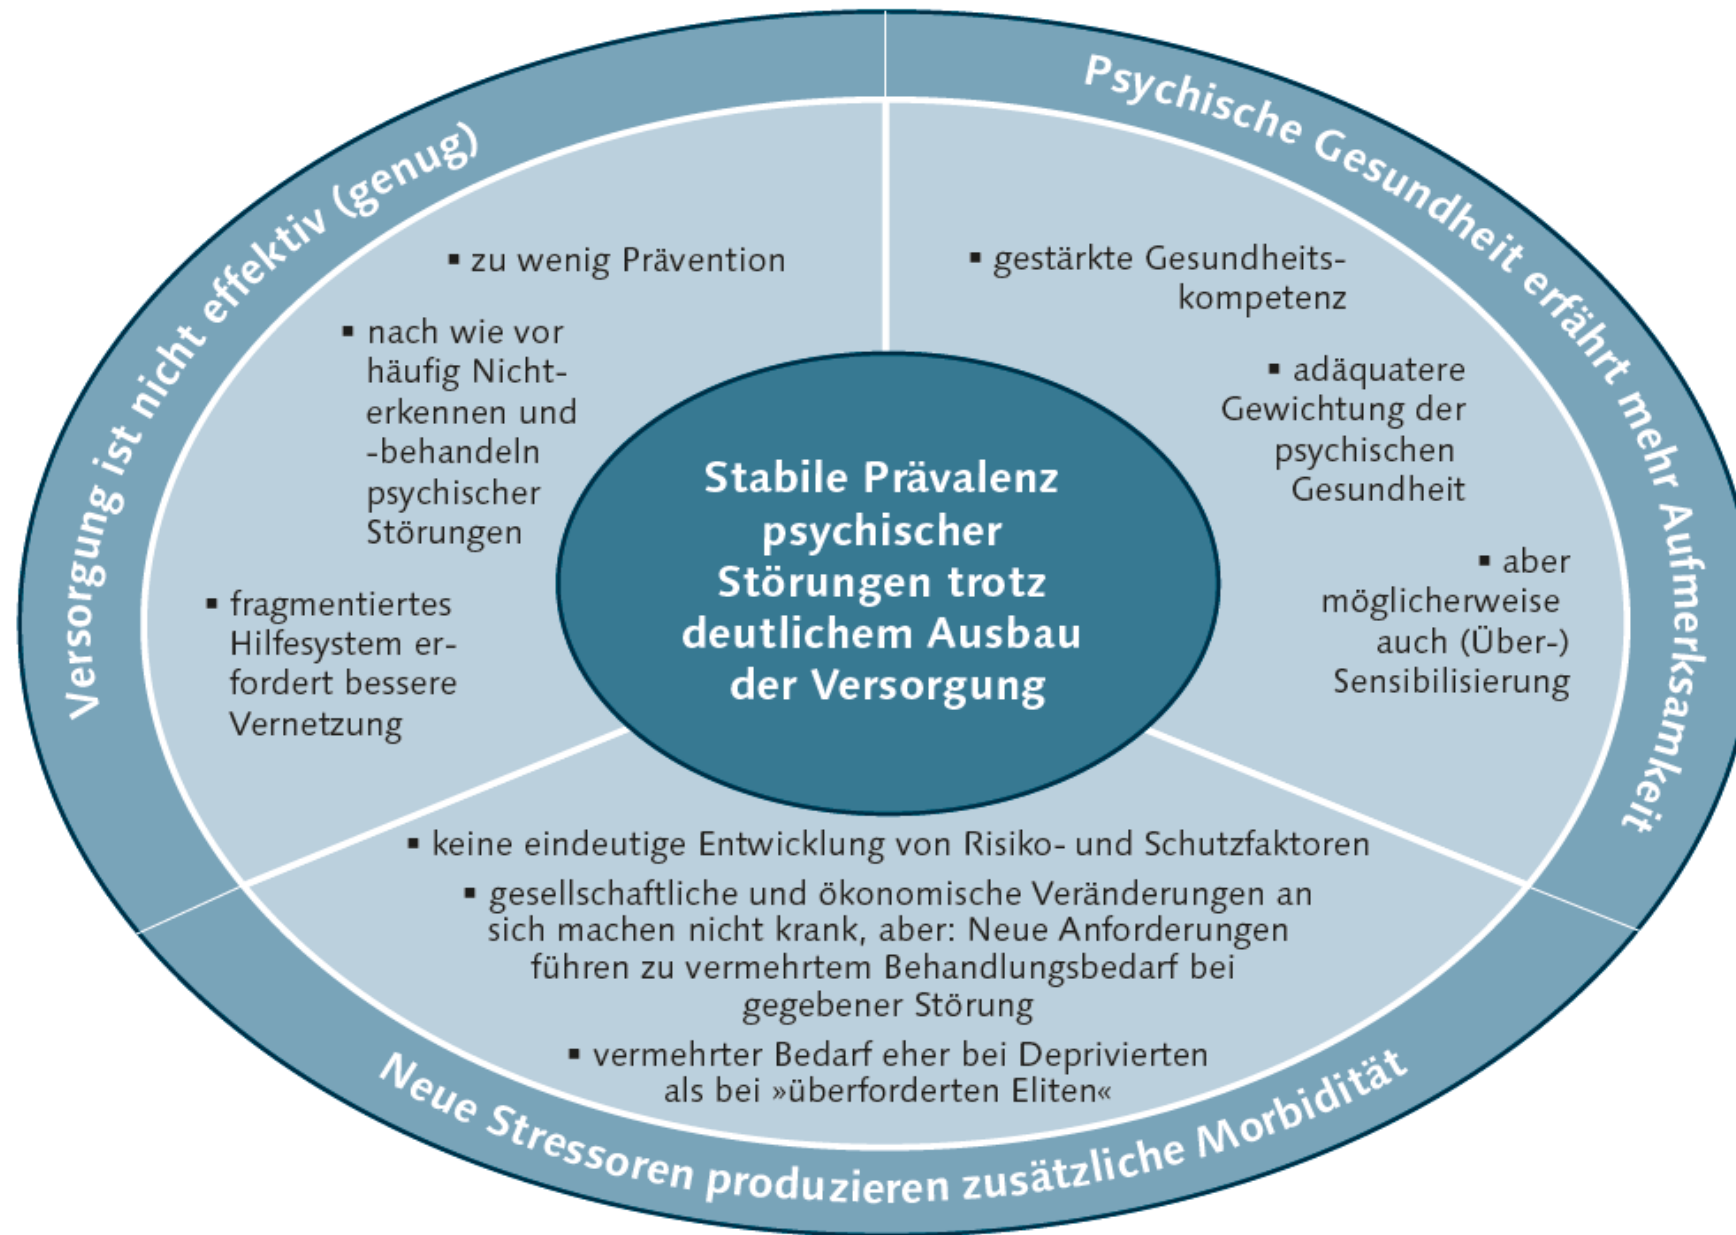 Versorgung ist nicht effektiv (genug)
▪ zu wenig Prävention
▪ nach wie vor
häufig Nicht-
erkennen und
-behandeln
psychischer
Störungen
▪ fragmentiertes
Hilfesystem er-
fordert bessere
Vernetzung
Psychische Gesundheit erfährt mehr Aufmerksamkeit
▪ gestärkte Gesundheits-
kompetenz
▪ adäquatere
Gewichtung der
psychischen
Gesundheit
▪ aber
möglicherweise
auch (Über-)
Sensibilisierung
Stabile Prävalenz
psychischer
Störungen trotz
deutlichem Ausbau
der Versorgung
▪ keine eindeutige Entwicklung von Risiko- und Schutzfaktoren
▪ gesellschaftliche und ökonomische Veränderungen an
sich machen nicht krank, aber: Neue Anforderungen
führen zu vermehrtem Behandlungsbedarf bei
gegebener Störung
▪ vermehrter Bedarf eher bei Deprivierten
als bei »überforderten Eliten«
Neue Stressoren produzieren zusätzliche Morbidität